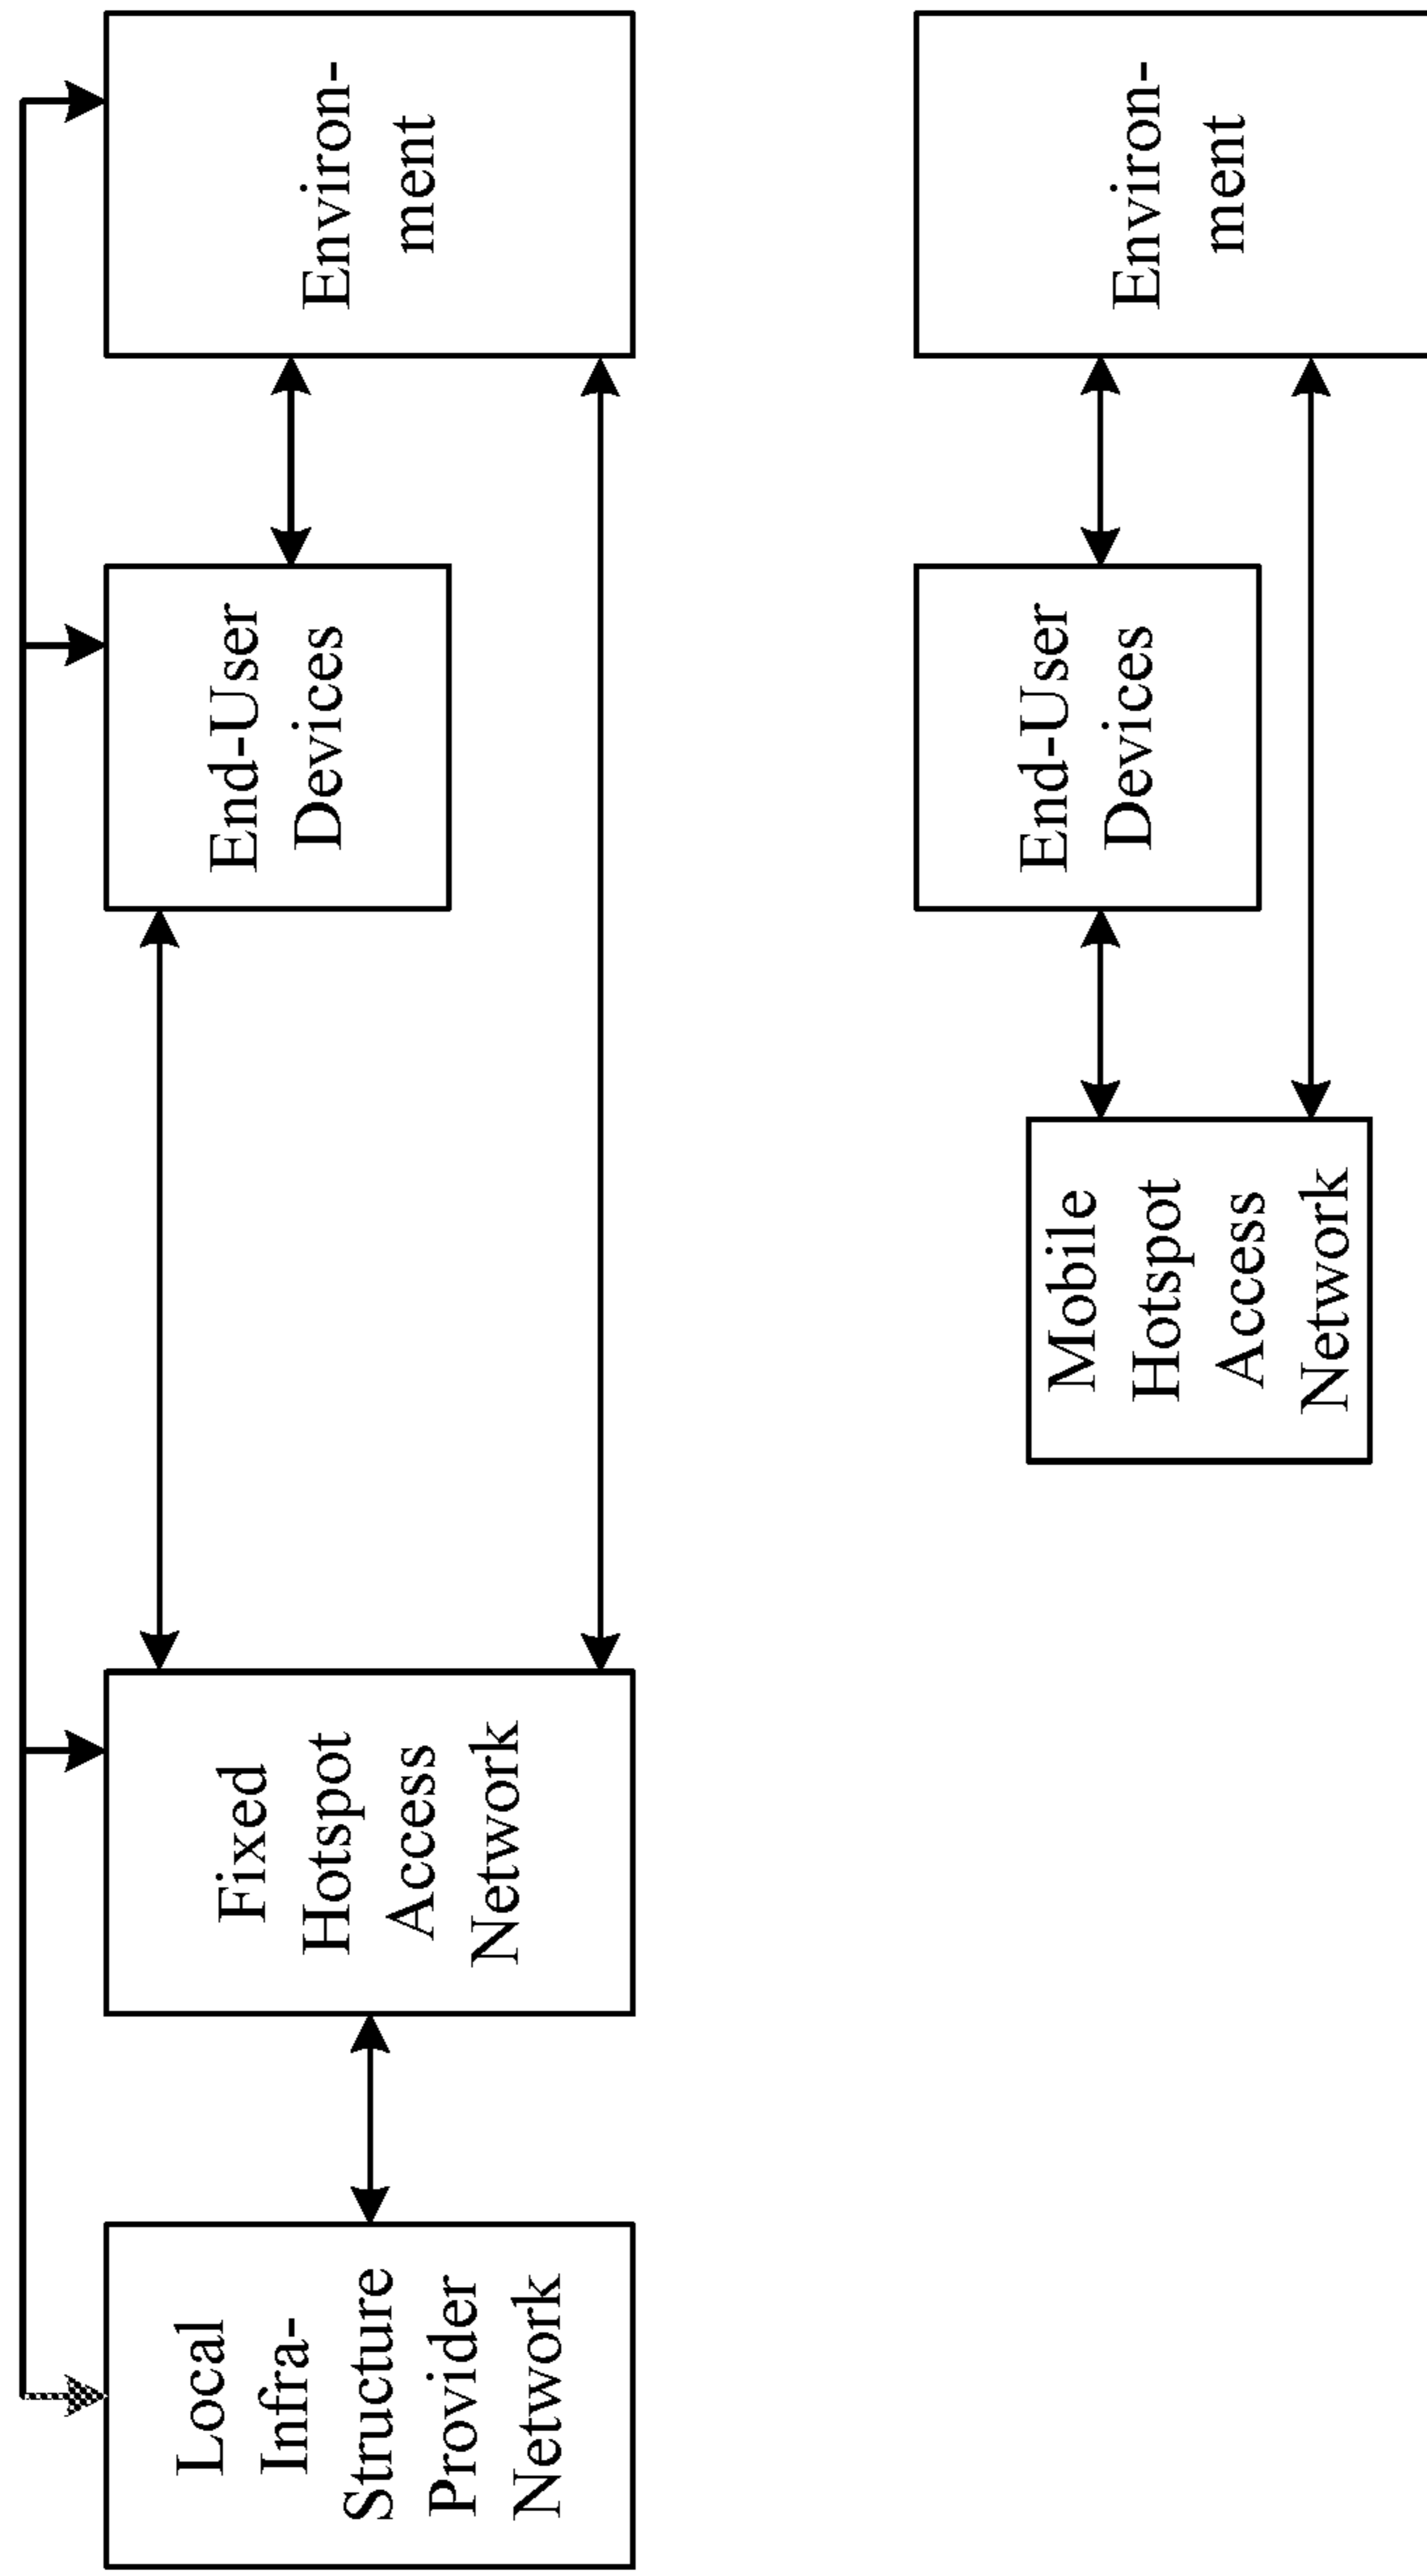 Local
Infra-
Structure
Provider
Network
Fixed
Hotspot
Access
Network
End-User
Devices
Environ-
ment
Mobile
Hotspot
Access
Network
End-User
Devices
Environ-
ment